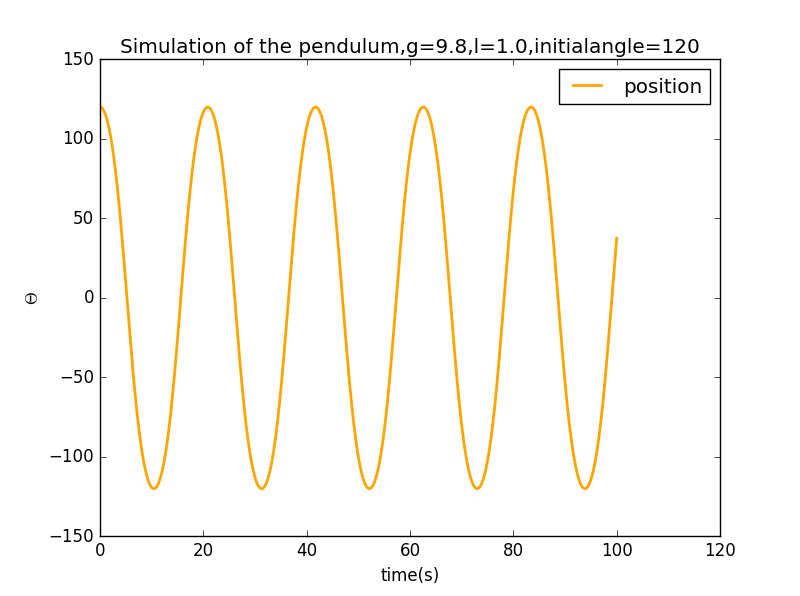 Simulation of the pendulum,g=9.8,l=1.0,initialangle=120
position
150
100
50
0
−50
−100
−150
Θ
0 20 40 60 80 100 120
time(s)